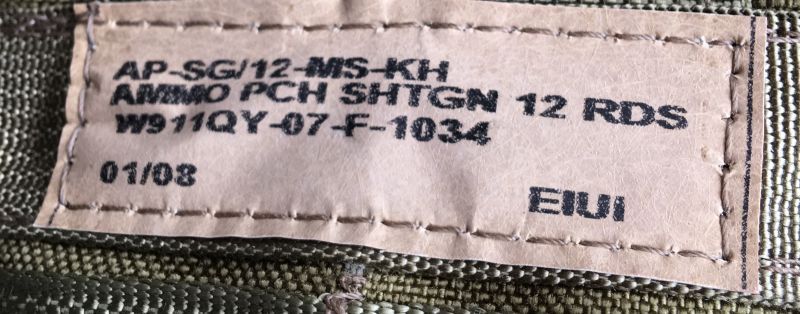 AP-SG/12-MS-KH
AMMO PCH SHTGN 12 RDS
W911QY-07-F-1034
01/08
EIUI